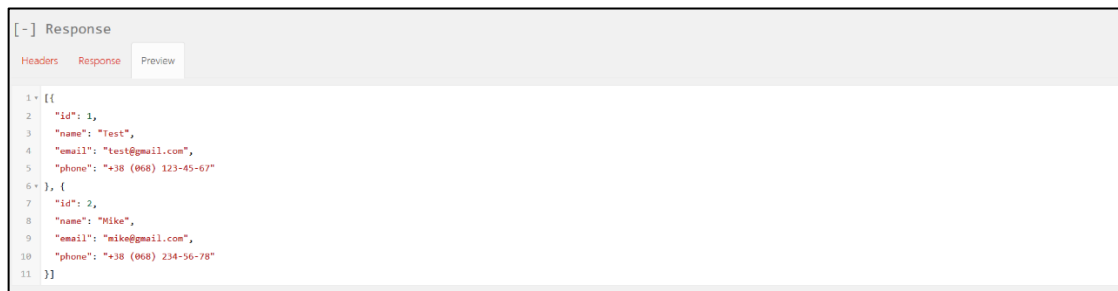 [-] Response
Headers Response Preview
1 [{
2 "id": 1,
3 "name": "Test",
4 "email": "test@gmail.com",
5 "phone": "+38 (068) 123-45-67"
6 }, {
7 "id": 2,
8 "name": "Mike",
9 "email": "mike@gmail.com",
10 "phone": "+38 (068) 234-56-78"
11 }]